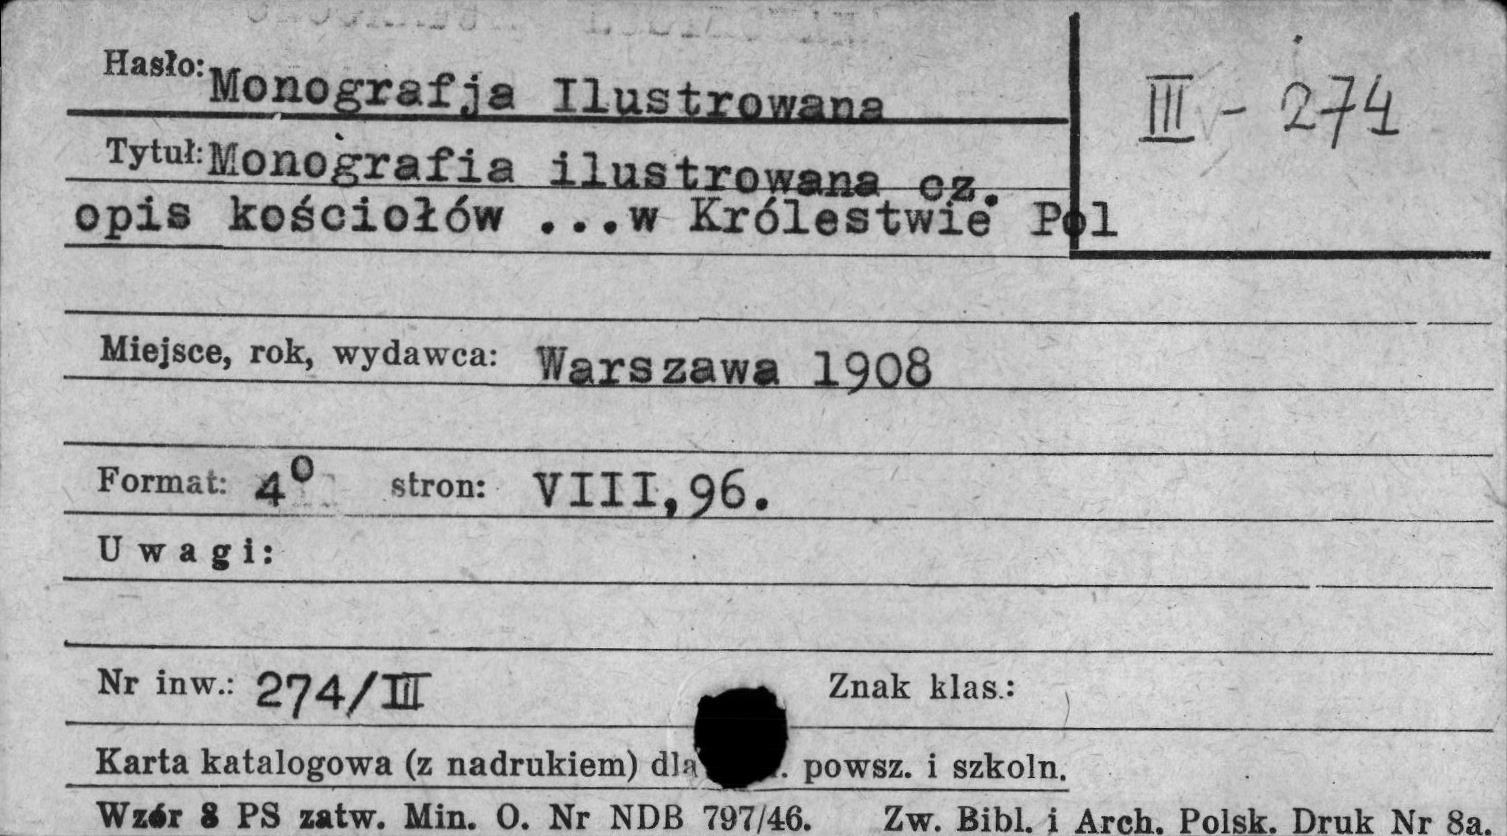 Hasło: Monografja Ilustrowana
III - 274
Tytuł: Monografia ilustrowana cz.
opis kościołów ...w Królestwie Pol
Miejsce, rok, wydawca: Warszawa 1908
Format: 4° stron: VIII,96.
Uwagi:
Nr inw.: 274/III Znak klas.:
Karta katalogowa (z nadrukiem) dla powsz. i szkoln.
Wzór 8 PS zatw. Min. O. Nr NDB 797/46. Zw. Bibl. i Arch. Polsk. Druk Nr 8a.